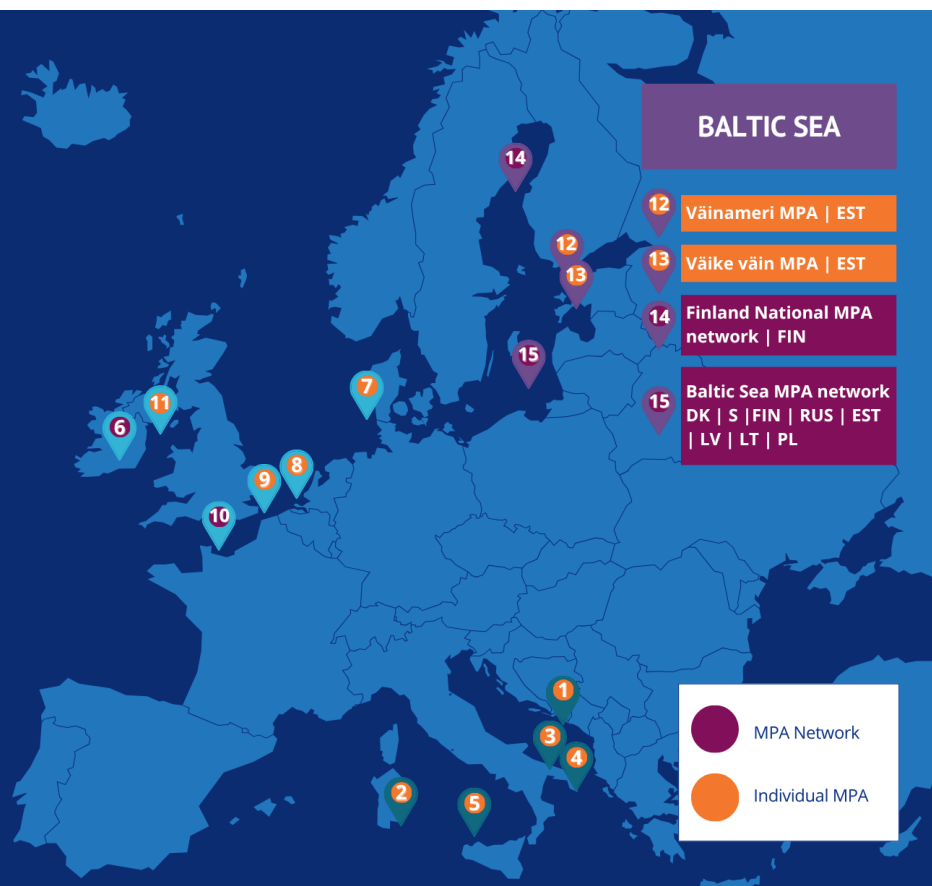 BALTIC SEA
14
12
Väinameri MPA | EST
12
13
Väike väin MPA | EST
13
14
Finland National MPA
network | FIN
15
7
15
Baltic Sea MPA network
DK | S |FIN | RUS | EST
| LV | LT | PL
11
6
8
9
10
1
3
4
2
5
MPA Network
Individual MPA